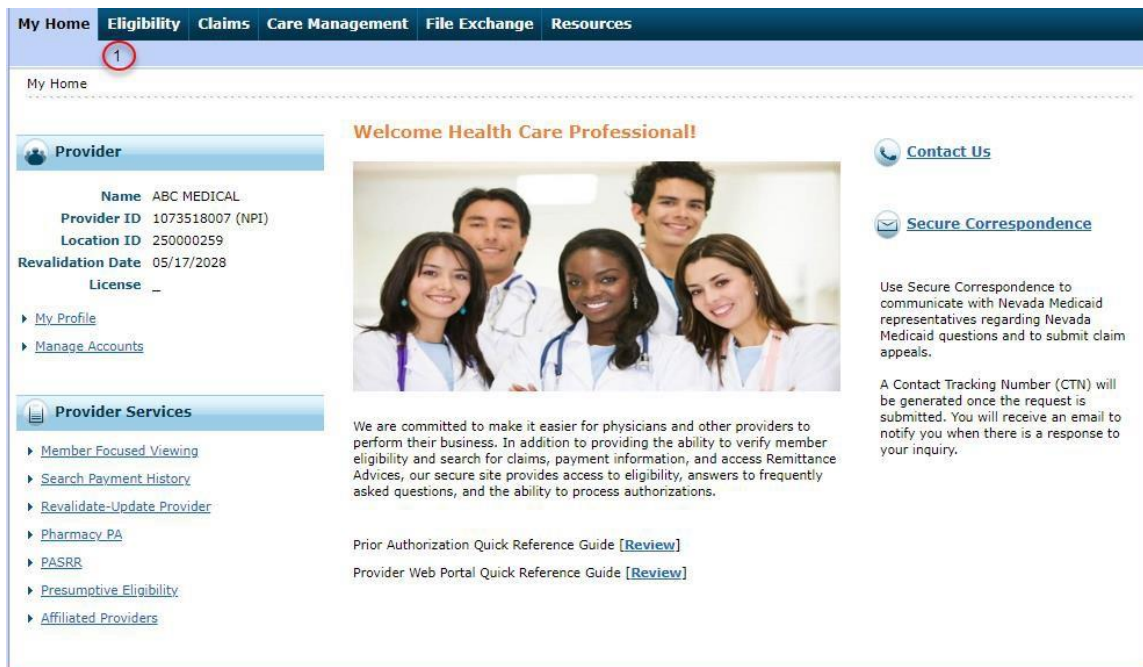 My Home Eligibility Claims Care Management File Exchange Resources
1
My Home
Provider
Name ABC MEDICAL
Provider ID 1073518007 (NPI)
Location ID 250000259
Revalidation Date 05/17/2028
License _
My Profile
Manage Accounts
Provider Services
Member Focused Viewing
Search Payment History
Revalidate-Update Provider
Pharmacy PA
PASRR
Presumptive Eligibility
Affiliated Providers
Welcome Health Care Professional!
We are committed to make it easier for physicians and other providers to
perform their business. In addition to providing the ability to verify member
eligibility and search for claims, payment information, and access Remittance
Advices, our secure site provides access to eligibility, answers to frequently
asked questions, and the ability to process authorizations.
Prior Authorization Quick Reference Guide [Review]
Provider Web Portal Quick Reference Guide [Review]
Contact Us
Secure Correspondence
Use Secure Correspondence to
communicate with Nevada Medicaid
representatives regarding Nevada
Medicaid questions and to submit claim
appeals.
A Contact Tracking Number (CTN) will
be generated once the request is
submitted. You will receive an email to
notify you when there is a response to
your inquiry.